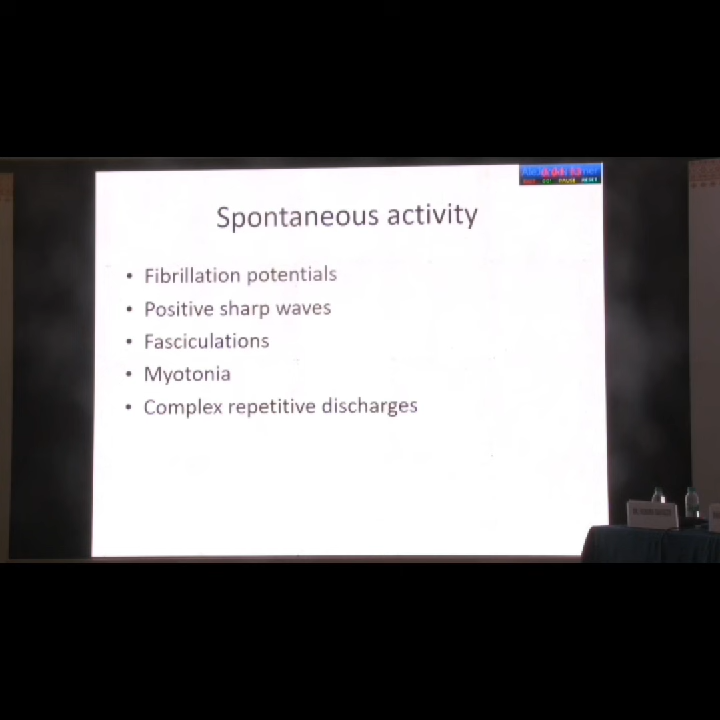 Spontaneous activity
• Fibrillation potentials
• Positive sharp waves
• Fasciculations
• Myotonia
• Complex repetitive discharges